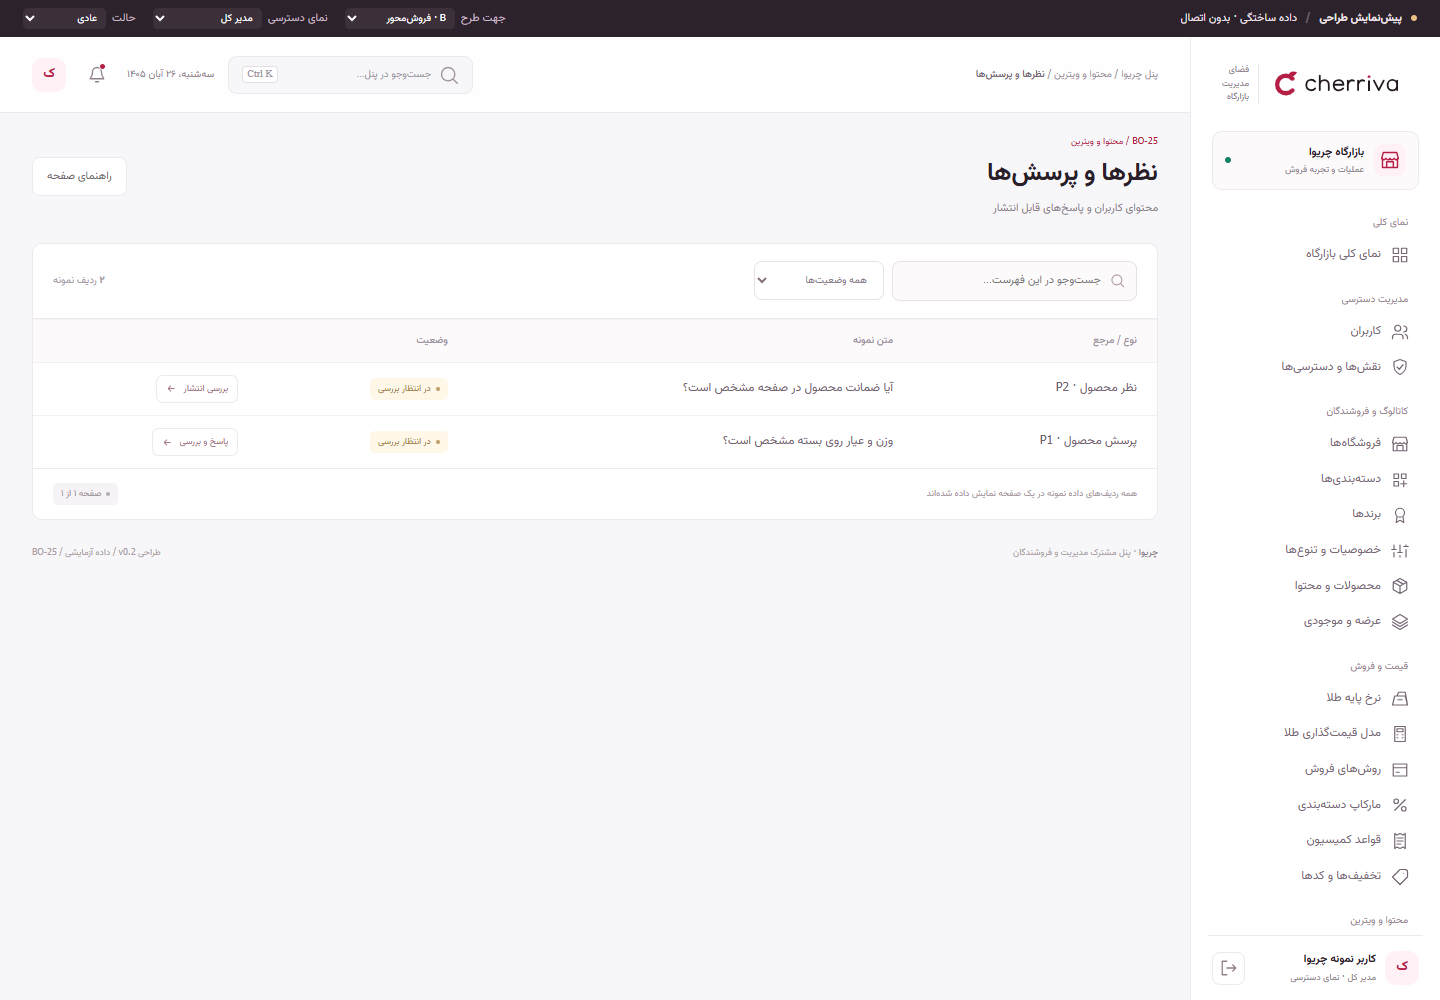 پیش‌نمایش طراحی / داده ساختگی · بدون اتصال
جهت طرح B · فروش‌محور نمای دسترسی مدیر کل حالت عادی
cherriva
فضای
مدیریت
بازارگاه
پنل چریوا / محتوا و ویترین / نظرها و پرسش‌ها
جست‌وجو در پنل... Ctrl K
سه‌شنبه، ۲۶ آبان ۱۴۰۵
ک
بازارگاه چریوا
عملیات و تجربه فروش
نمای کلی
نمای کلی بازارگاه
مدیریت دسترسی
کاربران
نقش‌ها و دسترسی‌ها
کاتالوگ و فروشندگان
فروشگاه‌ها
دسته‌بندی‌ها
برندها
خصوصیات و تنوع‌ها
محصولات و محتوا
عرضه و موجودی
قیمت و فروش
نرخ پایه طلا
مدل قیمت‌گذاری طلا
روش‌های فروش
مارکاپ دسته‌بندی
قواعد کمیسیون
تخفیف‌ها و کدها
محتوا و ویترین
ک
کاربر نمونه چریوا
مدیر کل · نمای دسترسی
BO-25 / محتوا و ویترین
نظرها و پرسش‌ها
محتوای کاربران و پاسخ‌های قابل انتشار
راهنمای صفحه
جست‌وجو در این فهرست...
همه وضعیت‌ها
۲ ردیف نمونه
نوع / مرجع متن نمونه وضعیت
نظر محصول · P2 آیا ضمانت محصول در صفحه مشخص است؟ در انتظار بررسی بررسی انتشار ←
پرسش محصول · P1 وزن و عیار روی بسته مشخص است؟ در انتظار بررسی پاسخ و بررسی ←
همه ردیف‌های داده نمونه در یک صفحه نمایش داده شده‌اند
صفحه ۱ از ۱
چریوا · پنل مشترک مدیریت و فروشندگان
طراحی v0.2 / داده آزمایشی / BO-25